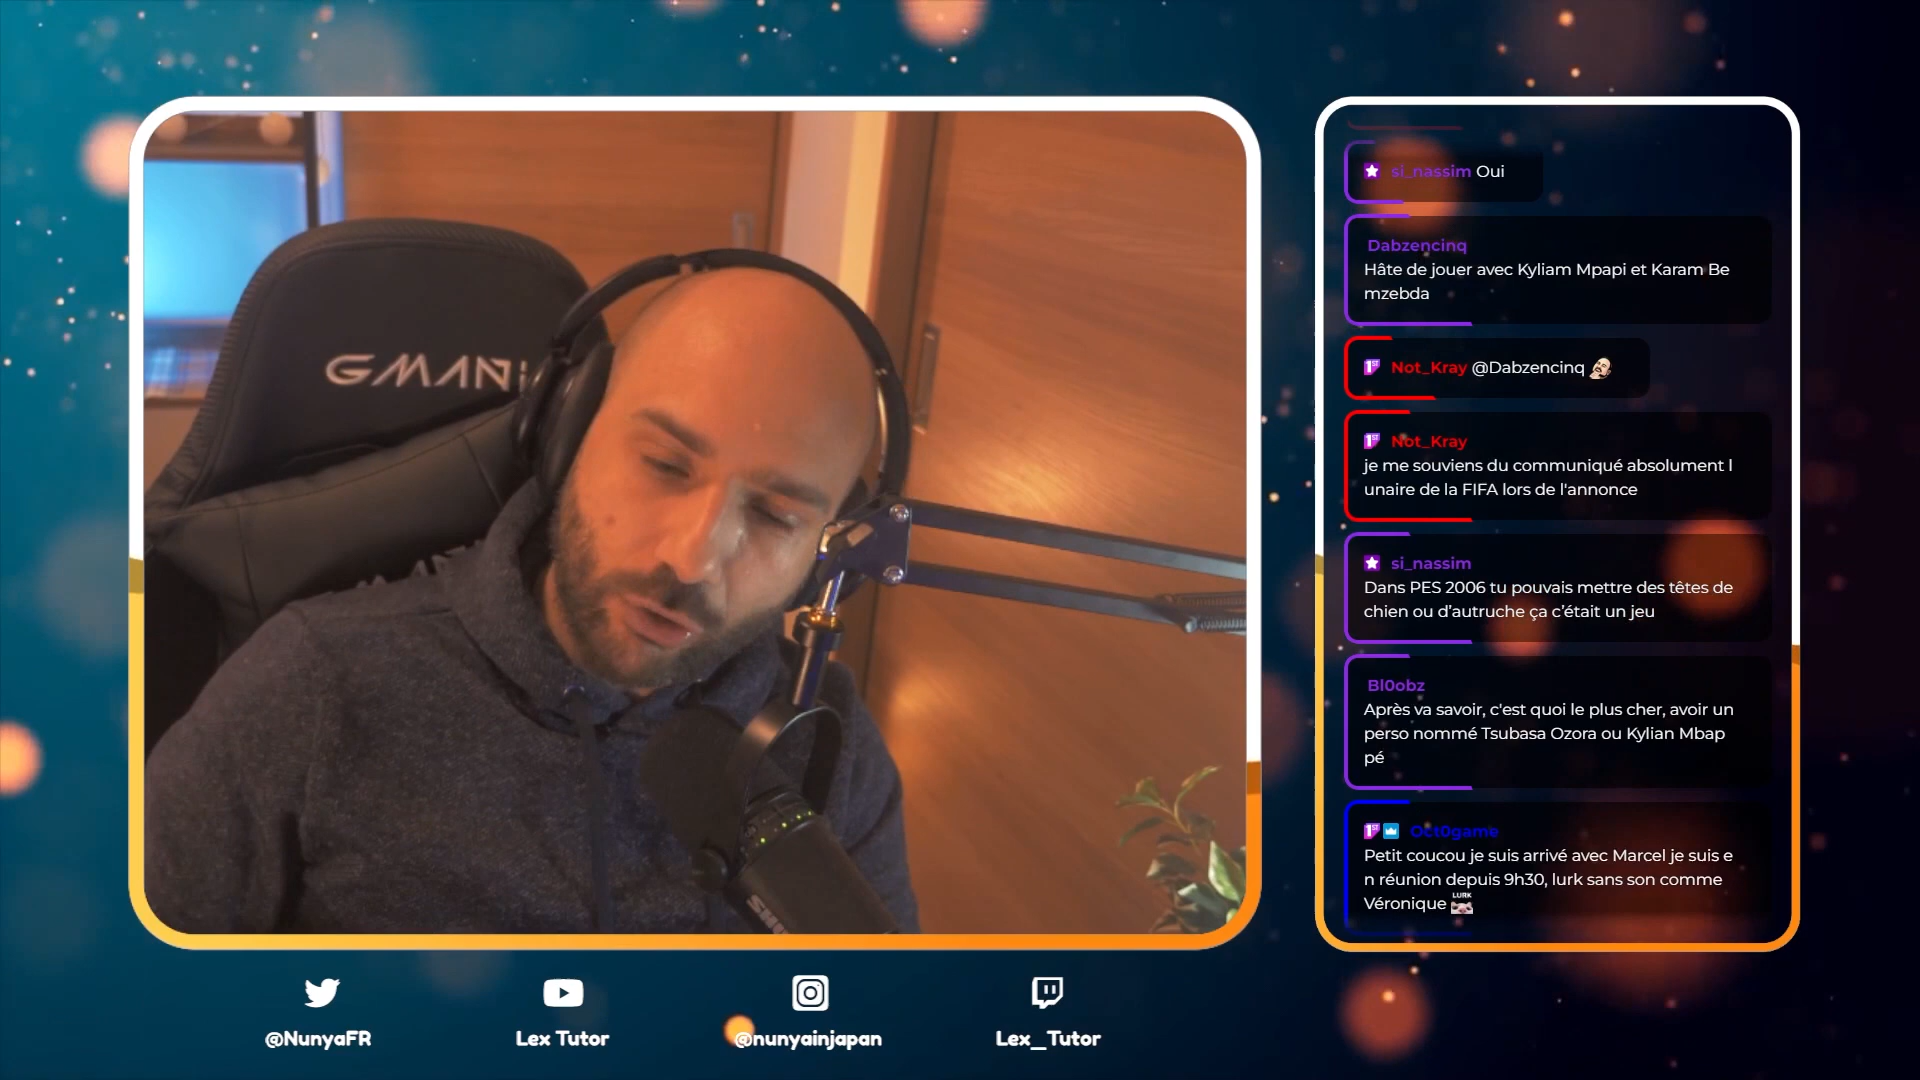 GMANI
SHU
si_nassim Oui
Dabzencinq
Hâte de jouer avec Kyliam Mpapi et Karam Be
mzebda
Not_Kray @Dabzencinq
Not_Kray
je me souviens du communiqué absolument l
unaire de la FIFA lors de l'annonce
si_nassim
Dans PES 2006 tu pouvais mettre des têtes de
chien ou d’autruche ça c’était un jeu
Bl0obz
Après va savoir, c'est quoi le plus cher, avoir un
perso nommé Tsubasa Ozora ou Kylian Mbap
pé
Oct0game
Petit coucou je suis arrivé avec Marcel je suis e
n réunion depuis 9h30, lurk sans son comme
Véronique LURK
@NunyaFR
Lex Tutor
@nunyainjapan
Lex_Tutor